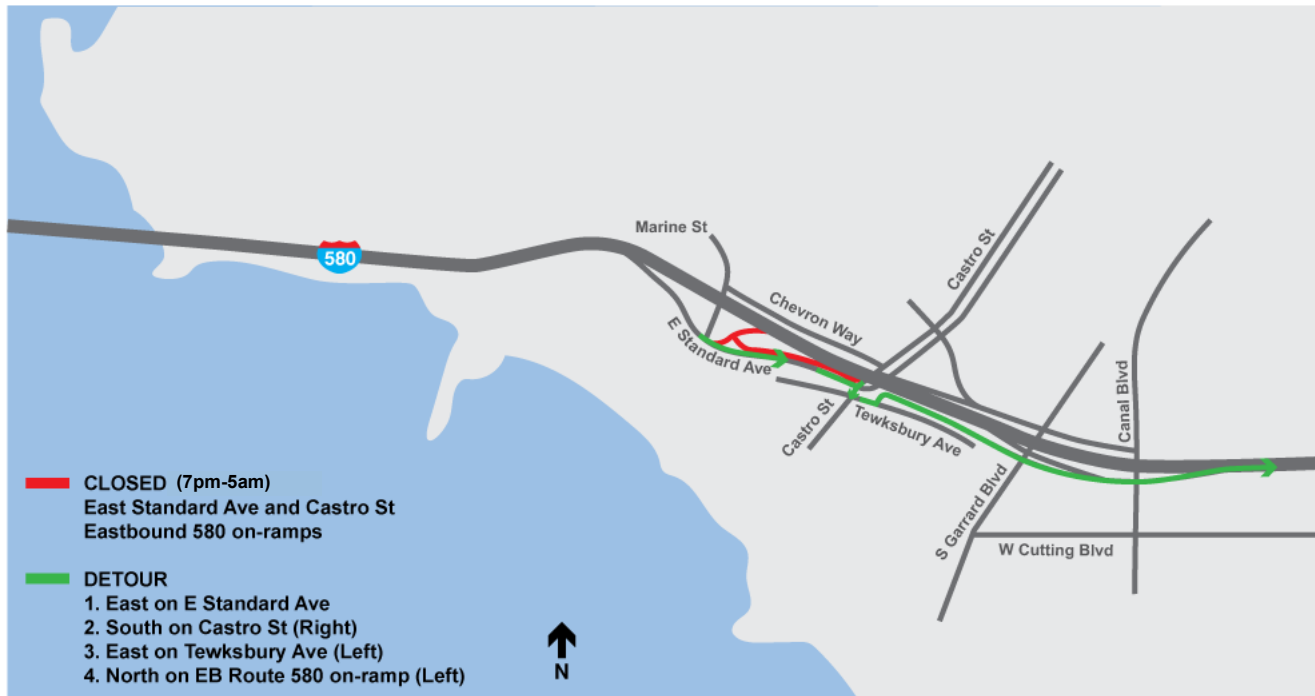 Marine St
Castro St
580
Chevron Way
E Standard Ave
Canal Blvd
Castro St
Tewksbury Ave
S Garrard Blvd
W Cutting Blvd
CLOSED (7pm-5am)
East Standard Ave and Castro St
Eastbound 580 on-ramps
DETOUR
1. East on E Standard Ave
2. South on Castro St (Right)
3. East on Tewksbury Ave (Left)
4. North on EB Route 580 on-ramp (Left)
N